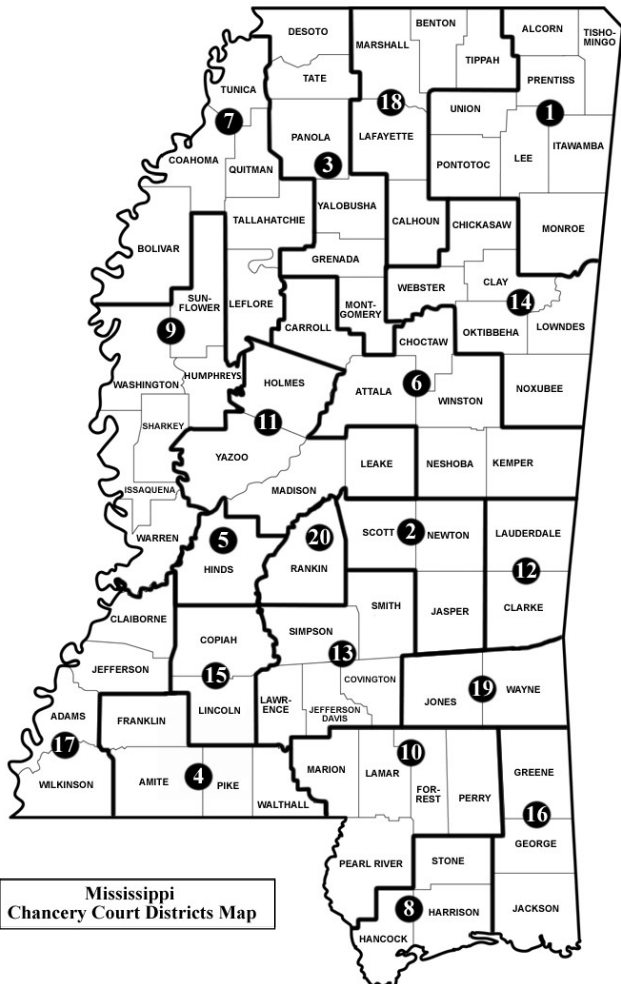 DESOTO
BENTON
ALCORN
TISHO-
MINGO
MARSHALL
TIPPAH
TATE
PRENTISS
TUNICA
18
UNION
1
7
PANOLA
LAFAYETTE
ITAWAMBA
COAHOMA
3
LEE
QUITMAN
PONTOTOC
YALOBUSHA
TALLAHATCHIE
CALHOUN
CHICKASAW
MONROE
BOLIVAR
GRENADA
CLAY
WEBSTER
SUN-
FLOWER
LEFLORE
MONT-
GOMERY
14
9
CARROLL
CHOCTAW
OKTIBBEHA
LOWNDES
HUMPHREYS
HOLMES
6
WASHINGTON
ATTALA
WINSTON
NOXUBEE
11
SHARKEY
YAZOO
LEAKE
NESHOBA
KEMPER
ISSAQUENA
MADISON
WARREN
5
20
SCOTT
2
NEWTON
LAUDERDALE
HINDS
RANKIN
12
SMITH
CLARKE
CLAIBORNE
JASPER
COPIAH
SIMPSON
13
JEFFERSON
15
COVINGTON
19
WAYNE
LAWR-
ENCE
JONES
ADAMS
LINCOLN
JEFFERSON
DAVIS
FRANKLIN
17
10
MARION
LAMAR
GREENE
WILKINSON
AMITE
4
PIKE
FOR-
REST
PERRY
WALTHALL
16
GEORGE
PEARL RIVER
STONE
Mississippi
Chancery Court Districts Map
8
HARRISON
JACKSON
HANCOCK